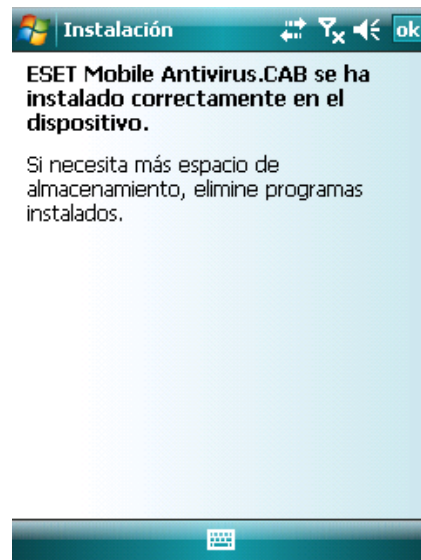 Instalación
ok
ESET Mobile Antivirus.CAB se ha
instalado correctamente en el
dispositivo.
Si necesita más espacio de
almacenamiento, elimine programas
instalados.